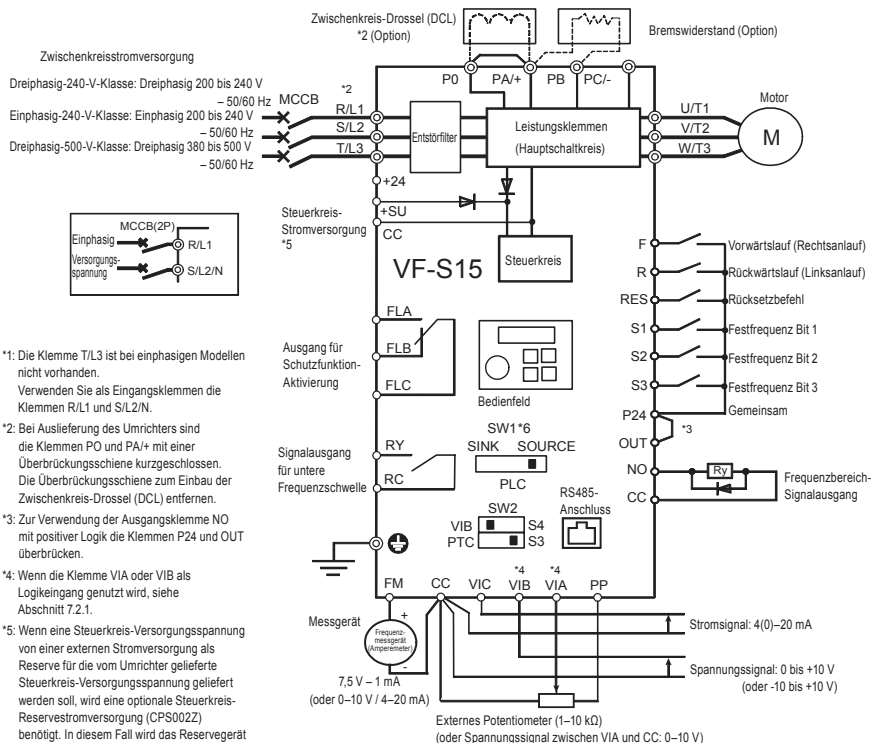 Zwischenkreis-Drossel (DCL)
*2 (Option)
Bremswiderstand (Option)
Zwischenkreisstromversorgung
Dreiphasig-240-V-Klasse: Dreiphasig 200 bis 240 V
– 50/60 Hz
Einphasig-240-V-Klasse: Einphasig 200 bis 240 V
– 50/60 Hz
Dreiphasig-500-V-Klasse: Dreiphasig 380 bis 500 V
– 50/60 Hz
MCCB
*2
R/L1
S/L2
T/L3
P0
PA/+
PB
PC/-
Entstörfilter
Leistungsklemmen
(Hauptschaltkreis)
U/T1
V/T2
W/T3
Motor
M
+24
+SU
CC
Steuerkreis-
Stromversorgung
*5
VF-S15
Steuerkreis
MCCB(2P)
Einphasig
Versorgungs-
spannung
R/L1
S/L2/N
F
Vorwärtslauf (Rechtsanlauf)
R
Rückwärtslauf (Linksanlauf)
RES
Rücksetzbefehl
S1
Festfrequenz Bit 1
S2
Festfrequenz Bit 2
S3
Festfrequenz Bit 3
P24
Gemeinsam
*3
OUT
NO
Ry
CC
Frequenzbereich-
Signalausgang
FLA
FLB
FLC
Ausgang für
Schutzfunktion-
Aktivierung
Bedienfeld
SW1*6
SINK SOURCE
PLC
RY
RC
Signalausgang
für untere
Frequenzschwelle
SW2
VIB
S4
PTC
S3
RS485-
Anschluss
*4
*4
FM
CC
VIC
VIB
VIA
PP
Messgerät
+
Frequenz-
messgerät
(Amperemeter)
-
7,5 V – 1 mA
(oder 0–10 V / 4–20 mA)
Stromsignal: 4(0)–20 mA
Spannungssignal: 0 bis +10 V
(oder -10 bis +10 V)
Externes Potentiometer (1–10 kΩ)
(oder Spannungssignal zwischen VIA und CC: 0–10 V)
*1: Die Klemme T/L3 ist bei einphasigen Modellen
nicht vorhanden.
Verwenden Sie als Eingangsklemmen die
Klemmen R/L1 und S/L2/N.
*2: Bei Auslieferung des Umrichters sind
die Klemmen PO und PA/+ mit einer
Überbrückungsschiene kurzgeschlossen.
Die Überbrückungsschiene zum Einbau der
Zwischenkreis-Drossel (DCL) entfernen.
*3: Zur Verwendung der Ausgangsklemme NO
mit positiver Logik die Klemmen P24 und OUT
überbrücken.
*4: Wenn die Klemme VIA oder VIB als
Logikeingang genutzt wird, siehe
Abschnitt 7.2.1.
*5: Wenn eine Steuerkreis-Versorgungsspannung
von einer externen Stromversorgung als
Reserve für die vom Umrichter gelieferte
Steuerkreis-Versorgungsspannung geliefert
werden soll, wird eine optionale Steuerkreis-
Reservestromversorgung (CPS002Z)
benötigt. In diesem Fall wird das Reservegerät